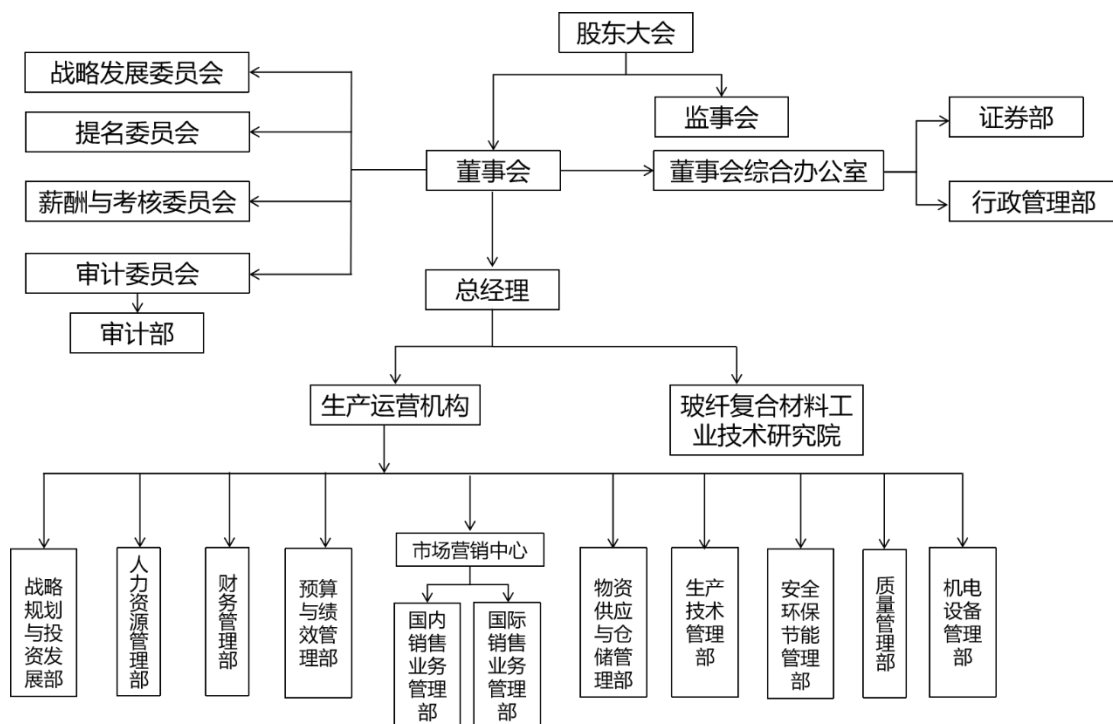 股东大会
战略发展委员会
监事会
证券部
提名委员会
董事会
董事会综合办公室
薪酬与考核委员会
行政管理部
审计委员会
总经理
审计部
生产运营机构
玻纤复合材料工
业技术研究院
市场营销中心
战略
规划
与投
资发
展部
人力资源管理部
财务管理部
预算
与绩
效管
理部
国内
销售
业务
管理
部
国际
销售
业务
管理
部
物资
供应
与仓
储管
理部
生产
技术
管理
部
安全
环保
节能
管理
部
质量管理部
机电
设备
管理
部